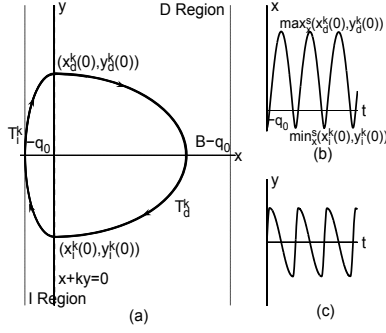 y
D Region
(x_d^k(0),y_d^k(0))
T_i^k
-q_0
B-q_0
x
T_d^k
(x_i^k(0),y_i^k(0))
x+ky=0
I Region
(a)
x
max_x^s(x_d^k(0),y_d^k(0))
t
-q_0
min_x^s(x_i^k(0),y_i^k(0))
(b)
y
t
(c)